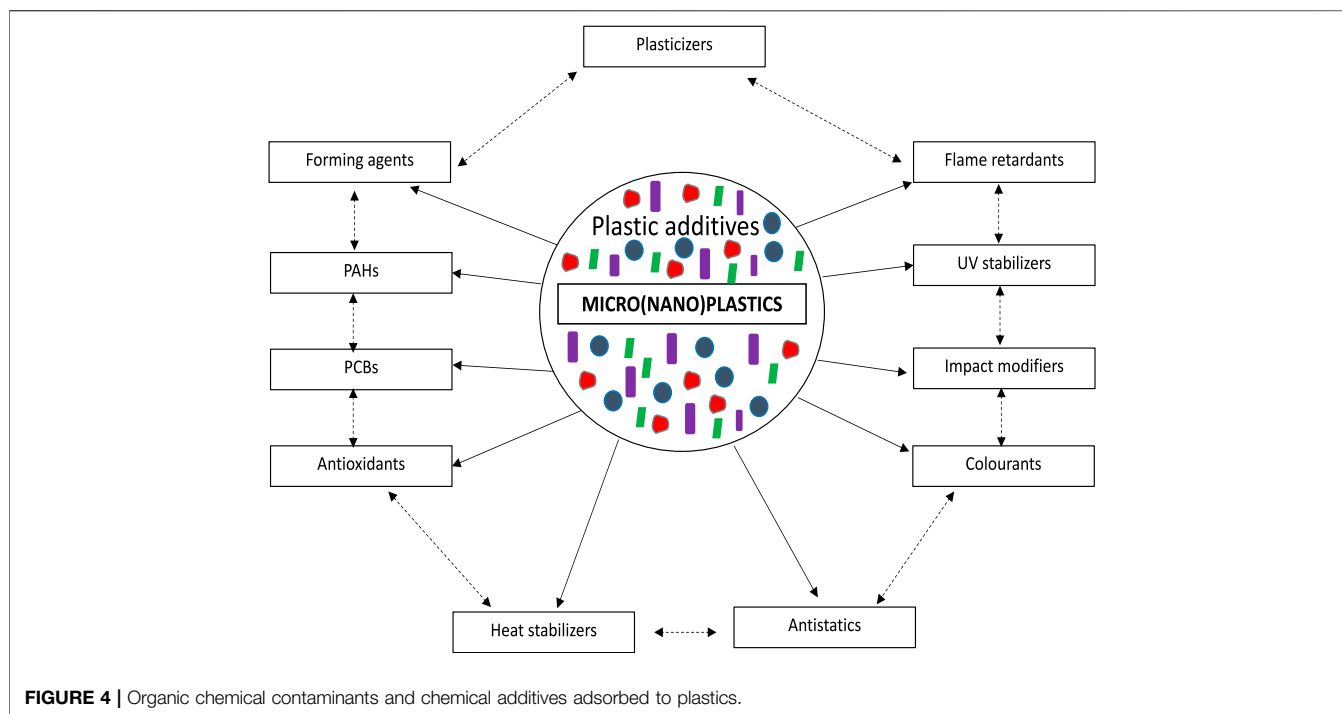 Plasticizers
Forming agents
Flame retardants
Plastic additives
PAHs
UV stabilizers
MICRO(NANO)PLASTICS
PCBs
Impact modifiers
Antioxidants
Colourants
Heat stabilizers
Antistatics
FIGURE 4 | Organic chemical contaminants and chemical additives adsorbed to plastics.